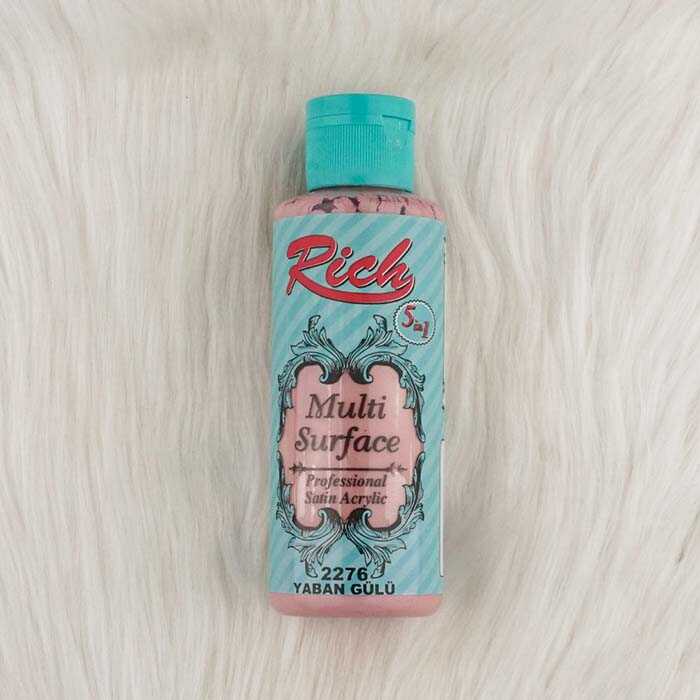 Rich
5in1
Multi
Surface
Professional
Satin Acrylic
2276
YABAN GÜLÜ